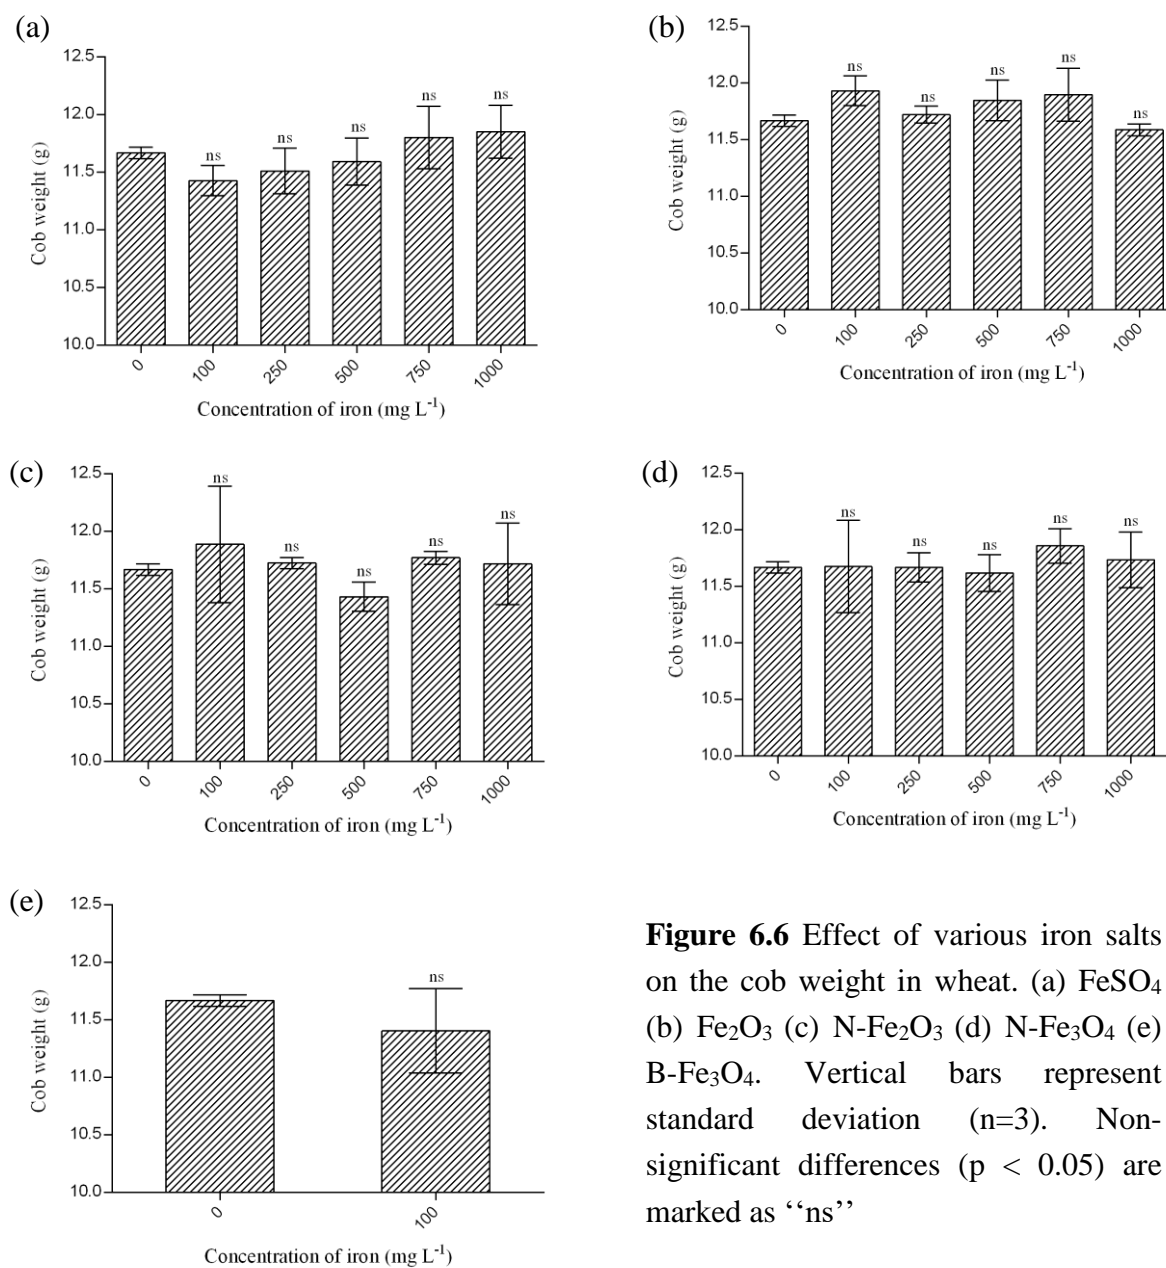 (a)
12.5
12.0
11.5
11.0
10.5
10.0
Cob weight (g)
ns
ns
ns
ns
ns
0
100
250
500
750
1000
Concentration of iron (mg L⁻¹)
(b)
12.5
12.0
11.5
11.0
10.5
10.0
Cob weight (g)
ns
ns
ns
ns
ns
0
100
250
500
750
1000
Concentration of iron (mg L⁻¹)
(c)
12.5
12.0
11.5
11.0
10.5
10.0
Cob weight (g)
ns
ns
ns
ns
ns
0
100
250
500
750
1000
Concentration of iron (mg L⁻¹)
(d)
12.5
12.0
11.5
11.0
10.5
10.0
Cob weight (g)
ns
ns
ns
ns
ns
0
100
250
500
750
1000
Concentration of iron (mg L⁻¹)
(e)
12.5
12.0
11.5
11.0
10.5
10.0
Cob weight (g)
ns
0
100
Concentration of iron (mg L⁻¹)
Figure 6.6 Effect of various iron salts
on the cob weight in wheat. (a) FeSO₄
(b) Fe₂O₃ (c) N-Fe₂O₃ (d) N-Fe₃O₄ (e)
B-Fe₃O₄. Vertical bars represent
standard deviation (n=3). Non-
significant differences (p < 0.05) are
marked as ‘‘ns’’